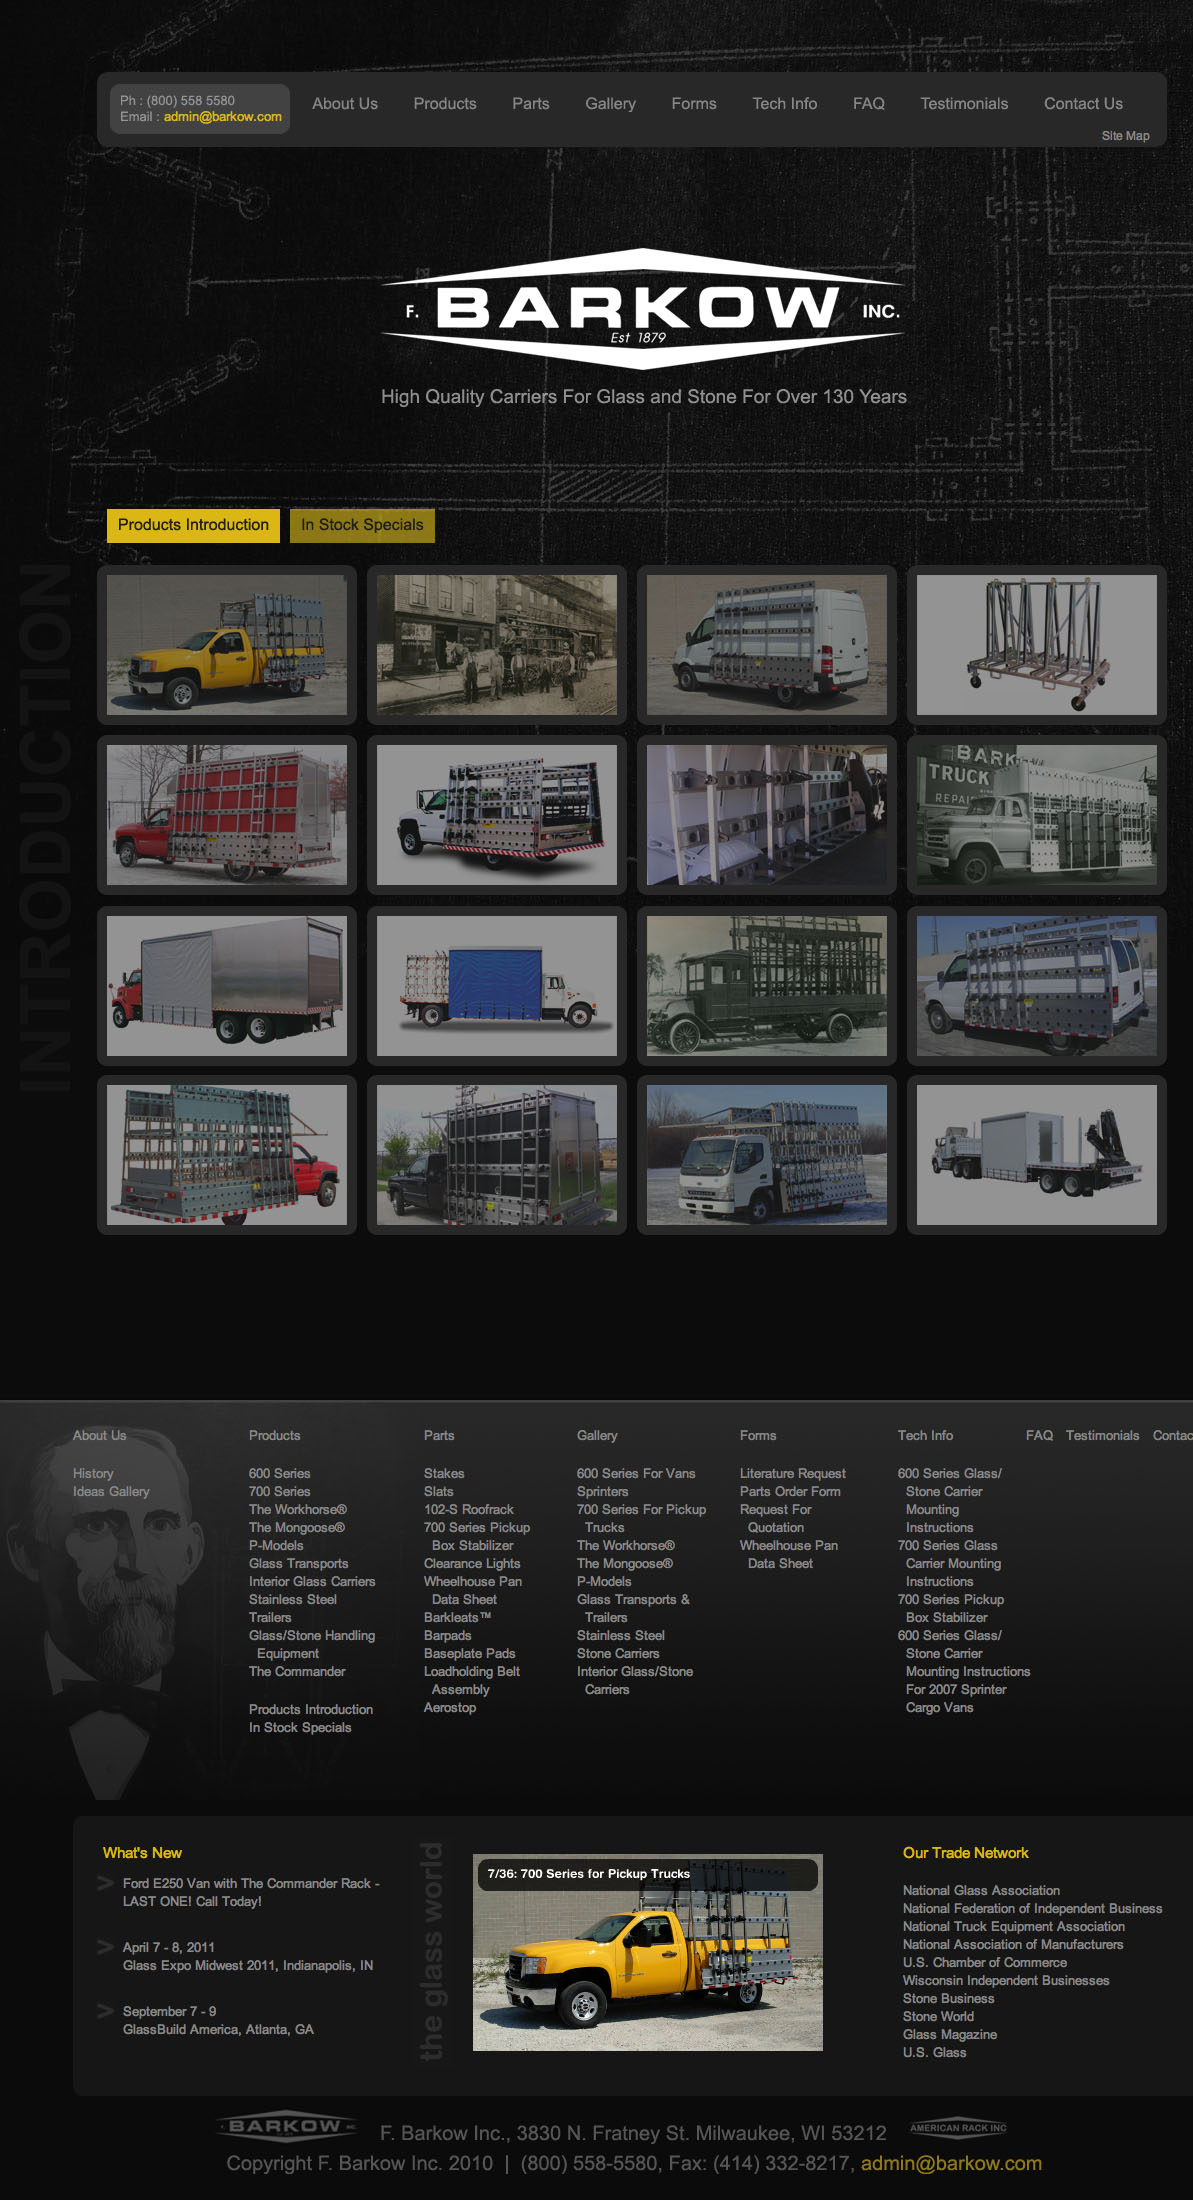 Ph : (800) 558 5580
Email : admin@barkow.com
About Us Products Parts Gallery Forms Tech Info FAQ Testimonials Contact Us
Site Map
F. BARKOW INC.
Est 1879
High Quality Carriers For Glass and Stone For Over 130 Years
Products Introduction In Stock Specials
INTRODUCTION
BARK
TRUCK
REPAI
About Us
History
Ideas Gallery
Products
600 Series
700 Series
The Workhorse®
The Mongoose®
P-Models
Glass Transports
Interior Glass Carriers
Stainless Steel
Trailers
Glass/Stone Handling
Equipment
The Commander
Products Introduction
In Stock Specials
Parts
Stakes
Slats
102-S Roofrack
700 Series Pickup
Box Stabilizer
Clearance Lights
Wheelhouse Pan
Data Sheet
Barkleats™
Barpads
Baseplate Pads
Loadholding Belt
Assembly
Aerostop
Gallery
600 Series For Vans
Sprinters
700 Series For Pickup
Trucks
The Workhorse®
The Mongoose®
P-Models
Glass Transports &
Trailers
Stainless Steel
Stone Carriers
Interior Glass/Stone
Carriers
Forms
Literature Request
Parts Order Form
Request For
Quotation
Wheelhouse Pan
Data Sheet
Tech Info
600 Series Glass/
Stone Carrier
Mounting
Instructions
700 Series Glass
Carrier Mounting
Instructions
700 Series Pickup
Box Stabilizer
600 Series Glass/
Stone Carrier
Mounting Instructions
For 2007 Sprinter
Cargo Vans
FAQ
Testimonials
Contac
What's New
Ford E250 Van with The Commander Rack -
LAST ONE! Call Today!
April 7 - 8, 2011
Glass Expo Midwest 2011, Indianapolis, IN
September 7 - 9
GlassBuild America, Atlanta, GA
the glass world
7/36: 700 Series for Pickup Trucks
Our Trade Network
National Glass Association
National Federation of Independent Business
National Truck Equipment Association
National Association of Manufacturers
U.S. Chamber of Commerce
Wisconsin Independent Businesses
Stone Business
Stone World
Glass Magazine
U.S. Glass
BARKOW F. Barkow Inc., 3830 N. Fratney St. Milwaukee, WI 53212 AMERICAN RACK INC
Copyright F. Barkow Inc. 2010 | (800) 558-5580, Fax: (414) 332-8217, admin@barkow.com